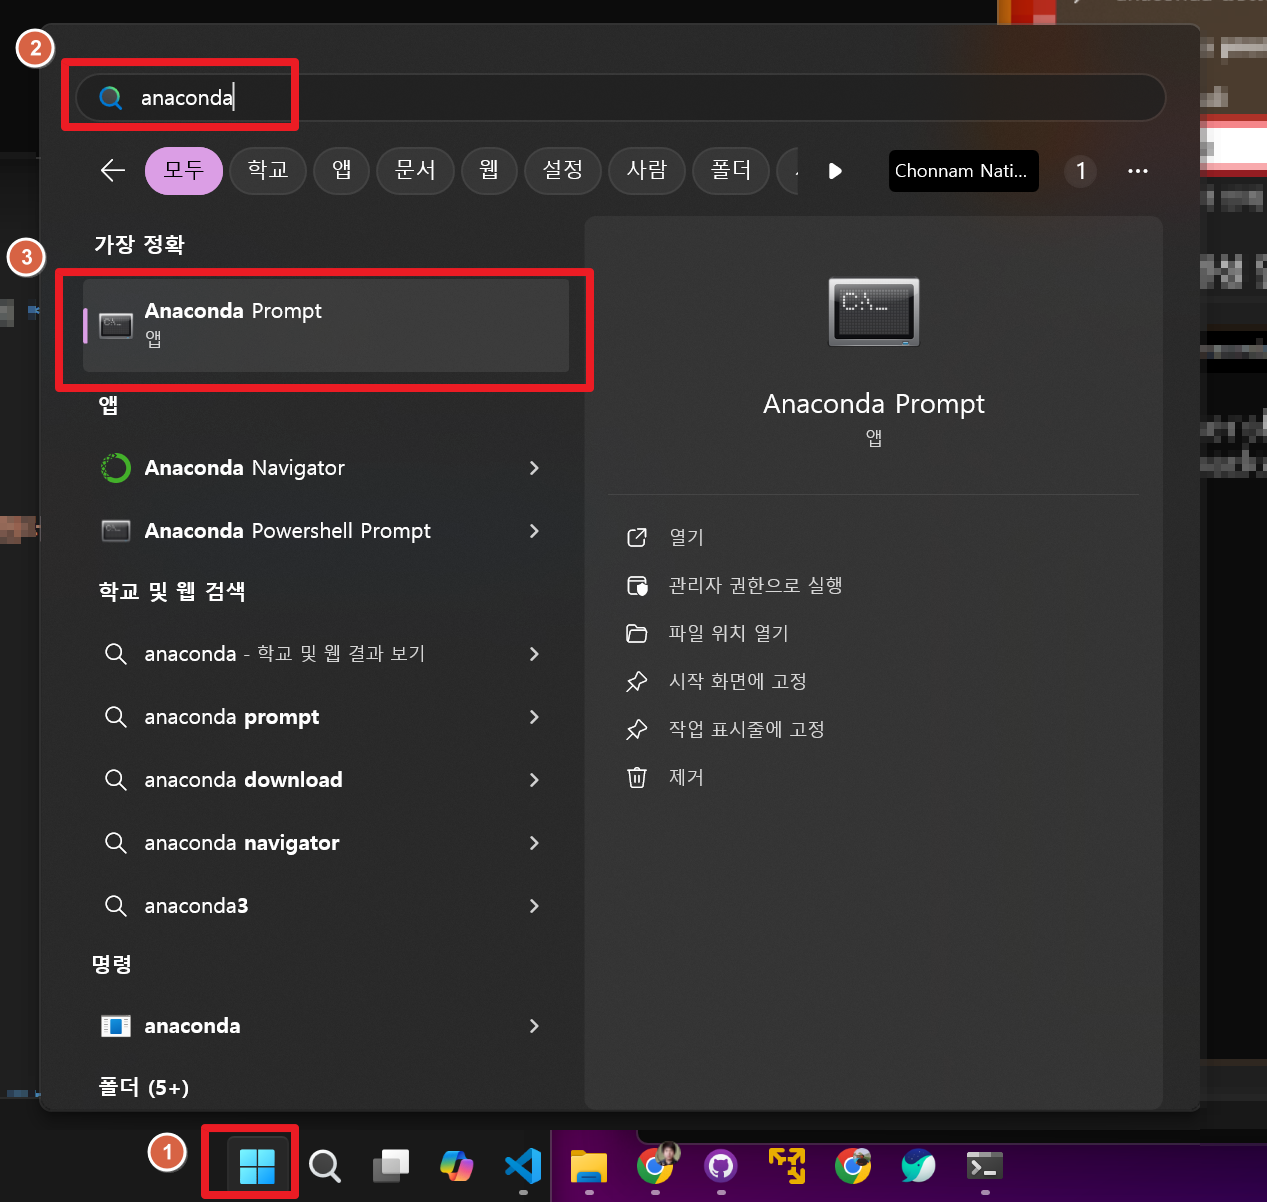 2
anaconda
모두 학교 앱 문서 웹 설정 사람 폴더 Chonnam Nati... 1 ...
가장 정확
3
Anaconda Prompt
앱
앱
Anaconda Navigator
Anaconda Powershell Prompt
학교 및 웹 검색
anaconda - 학교 및 웹 결과 보기
anaconda prompt
anaconda download
anaconda navigator
anaconda3
명령
anaconda
폴더 (5+)
C:\_
Anaconda Prompt
앱
열기
관리자 권한으로 실행
파일 위치 열기
시작 화면에 고정
작업 표시줄에 고정
제거
1